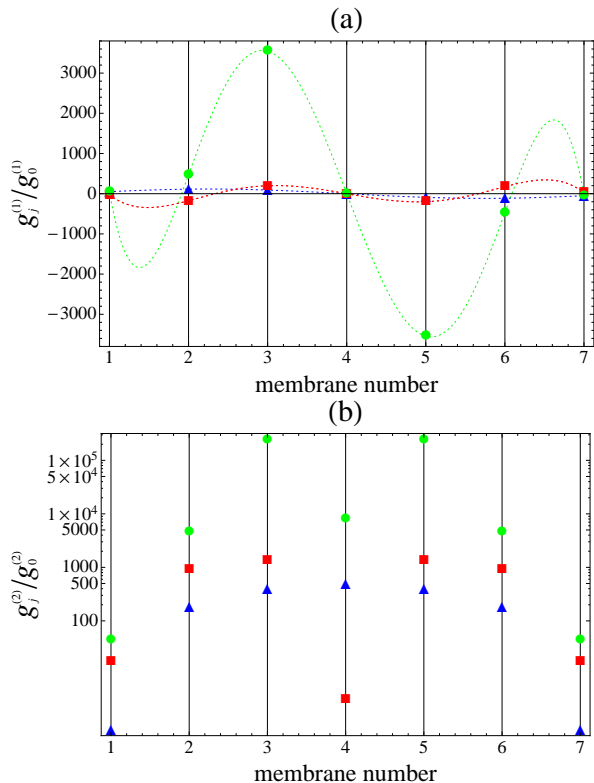 (a)
3000
2000
1000
0
−1000
−2000
−3000
g_j^(1)/g_0^(1)
1 2 3 4 5 6 7
membrane number
(b)
1×10^5
5×10^4
1×10^4
5000
1000
500
100
g_j^(2)/g_0^(2)
1 2 3 4 5 6 7
membrane number